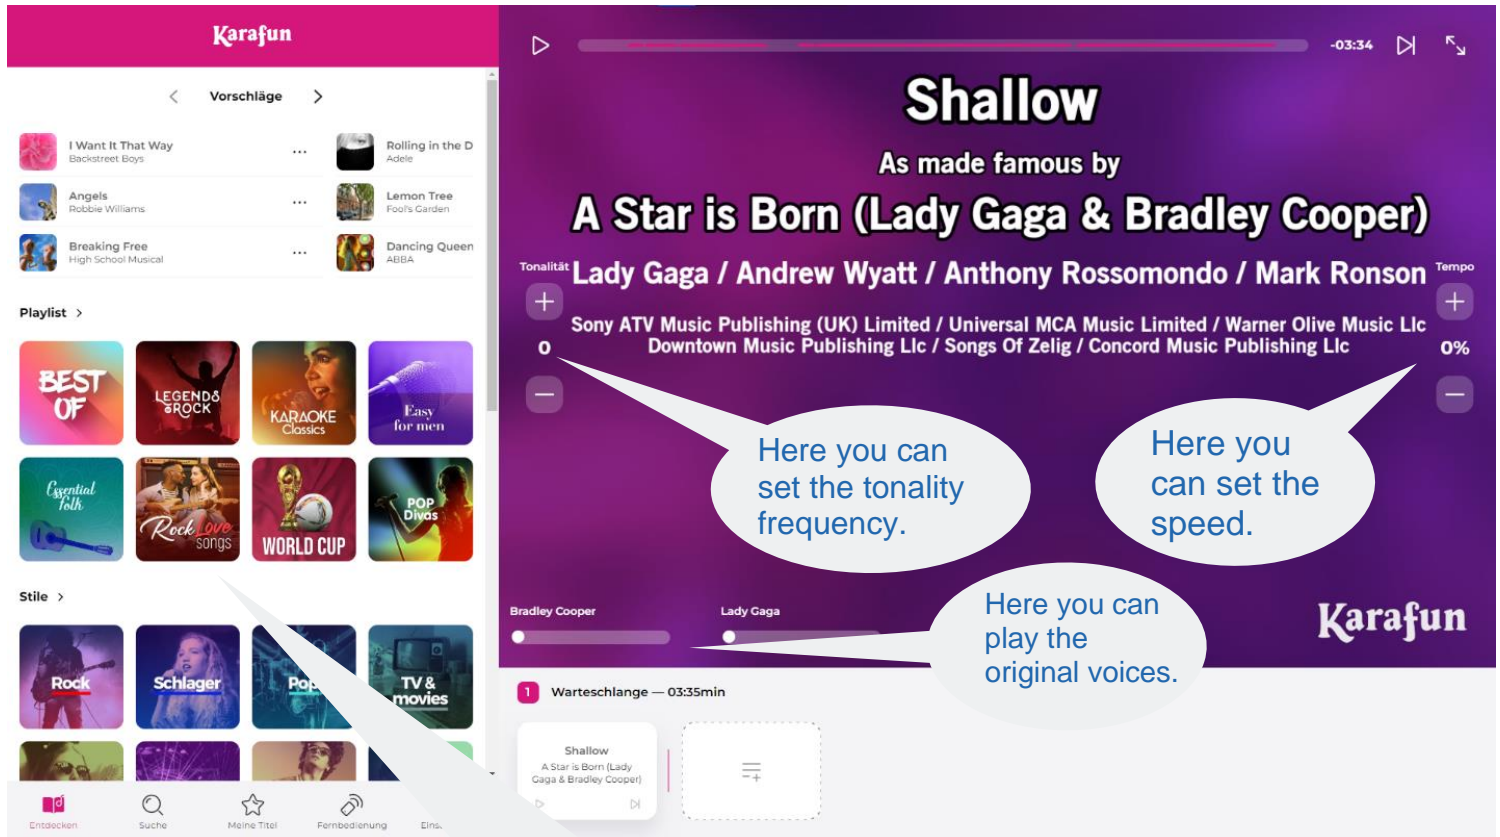 Karafun
Vorschläge
I Want It That Way
Backstreet Boys
Rolling in the D
Adele
Angels
Robbie Williams
Lemon Tree
Fool's Garden
Breaking Free
High School Musical
Dancing Queen
ABBA
Playlist
BEST OF
LEGENDS OF ROCK
KARAOKE Classics
Easy for men
Essential folk
Rock Love songs
WORLD CUP
POP Divas
Stile
Rock
Schlager
Pop
TV & movies
Entdecken
Suche
Meine Titel
Fernbedienung
-03:34
Shallow
As made famous by
A Star is Born (Lady Gaga & Bradley Cooper)
Lady Gaga / Andrew Wyatt / Anthony Rossomondo / Mark Ronson
Sony ATV Music Publishing (UK) Limited / Universal MCA Music Limited / Warner Olive Music Llc
Downtown Music Publishing Llc / Songs Of Zelig / Concord Music Publishing Llc
Tonalität
+
0
−
Tempo
+
0%
−
Here you can
set the tonality
frequency.
Here you
can set the
speed.
Here you can
play the
original voices.
Bradley Cooper
Lady Gaga
Karafun
1 Warteschlange — 03:35min
Shallow
A Star is Born (Lady
Gaga & Bradley Cooper)